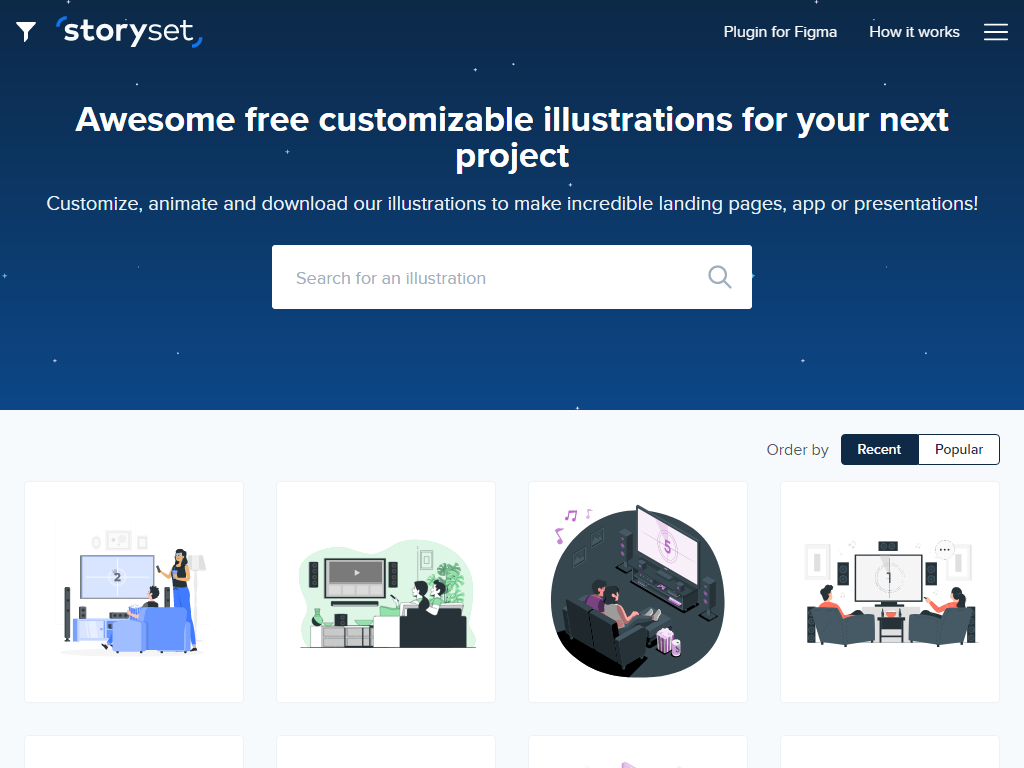 storyset
Plugin for Figma
How it works
Awesome free customizable illustrations for your next
project
Customize, animate and download our illustrations to make incredible landing pages, app or presentations!
Search for an illustration
Order by
Recent
Popular
2
5
1
5